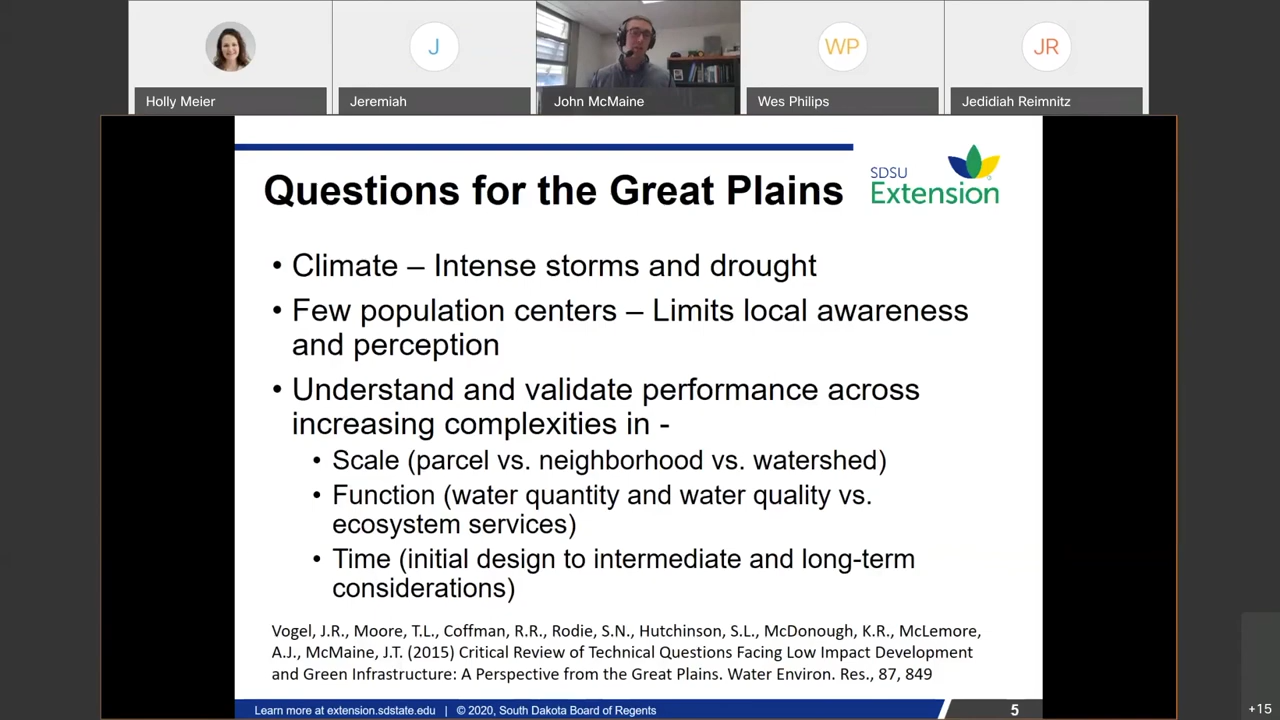 J
WP
JR
Holly Meier
Jeremiah
John McMaine
Wes Philips
Jedidiah Reimnitz
SDSU
Extension
Questions for the Great Plains
• Climate – Intense storms and drought
• Few population centers – Limits local awareness
and perception
• Understand and validate performance across
increasing complexities in -
• Scale (parcel vs. neighborhood vs. watershed)
• Function (water quantity and water quality vs.
ecosystem services)
• Time (initial design to intermediate and long-term
considerations)
Vogel, J.R., Moore, T.L., Coffman, R.R., Rodie, S.N., Hutchinson, S.L., McDonough, K.R., McLemore,
A.J., McMaine, J.T. (2015) Critical Review of Technical Questions Facing Low Impact Development
and Green Infrastructure: A Perspective from the Great Plains. Water Environ. Res., 87, 849
Learn more at extension.sdstate.edu | © 2020, South Dakota Board of Regents
5
+15